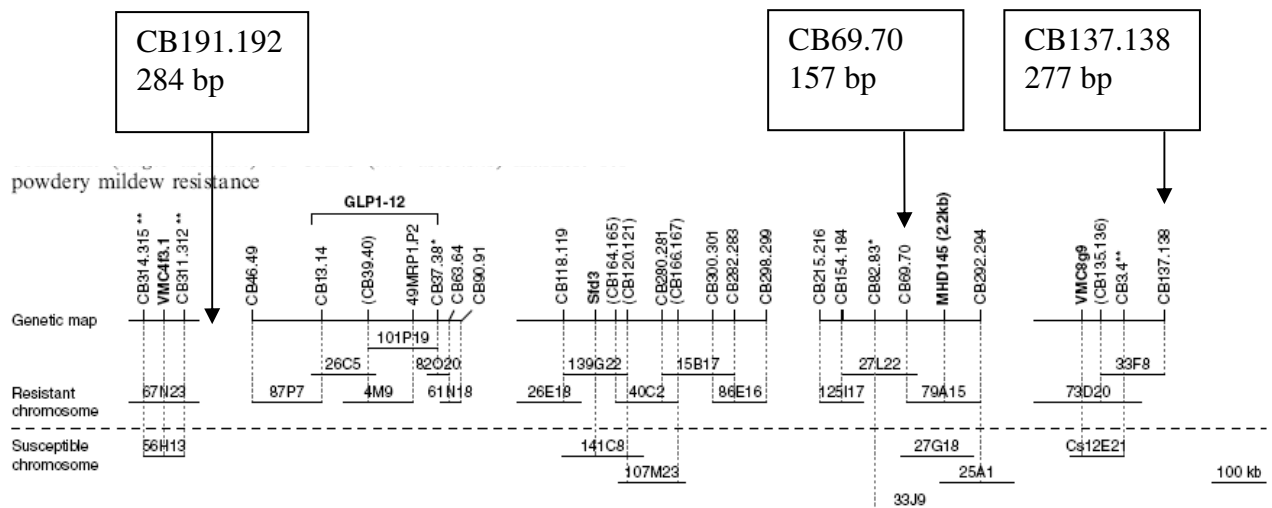 CB191.192
284 bp
CB69.70
157 bp
CB137.138
277 bp
powdery mildew resistance
GLP1-12
CB314.315 **
VMC4f3.1
CB311.312 **
CB46.49
CB13.14
(CB39.40)
49MRP1.P2
CB37.38*
CB63.64
CB90.91
CB118.119
Sfd3
(CB164.165)
(CB120.121)
CB280.281
(CB166.167)
CB300.301
CB282.283
CB298.299
CB215.216
CB154.184
CB82.83*
CB69.70
MHD145 (2.2kb)
CB292.294
VMC8g9
(CB135.136)
CB3.4**
CB137.138
Genetic map
101P19
26C5 82O20 139G22 15B17 27L22 33F8
Resistant
chromosome
67N23 87P7 4M9 61N18 26E18 40C2 86E16 125I17 79A15 73D20
Susceptible
chromosome
56H13 141C8 27G18 Cs12E21
107M23 25A1 100 kb
33J9